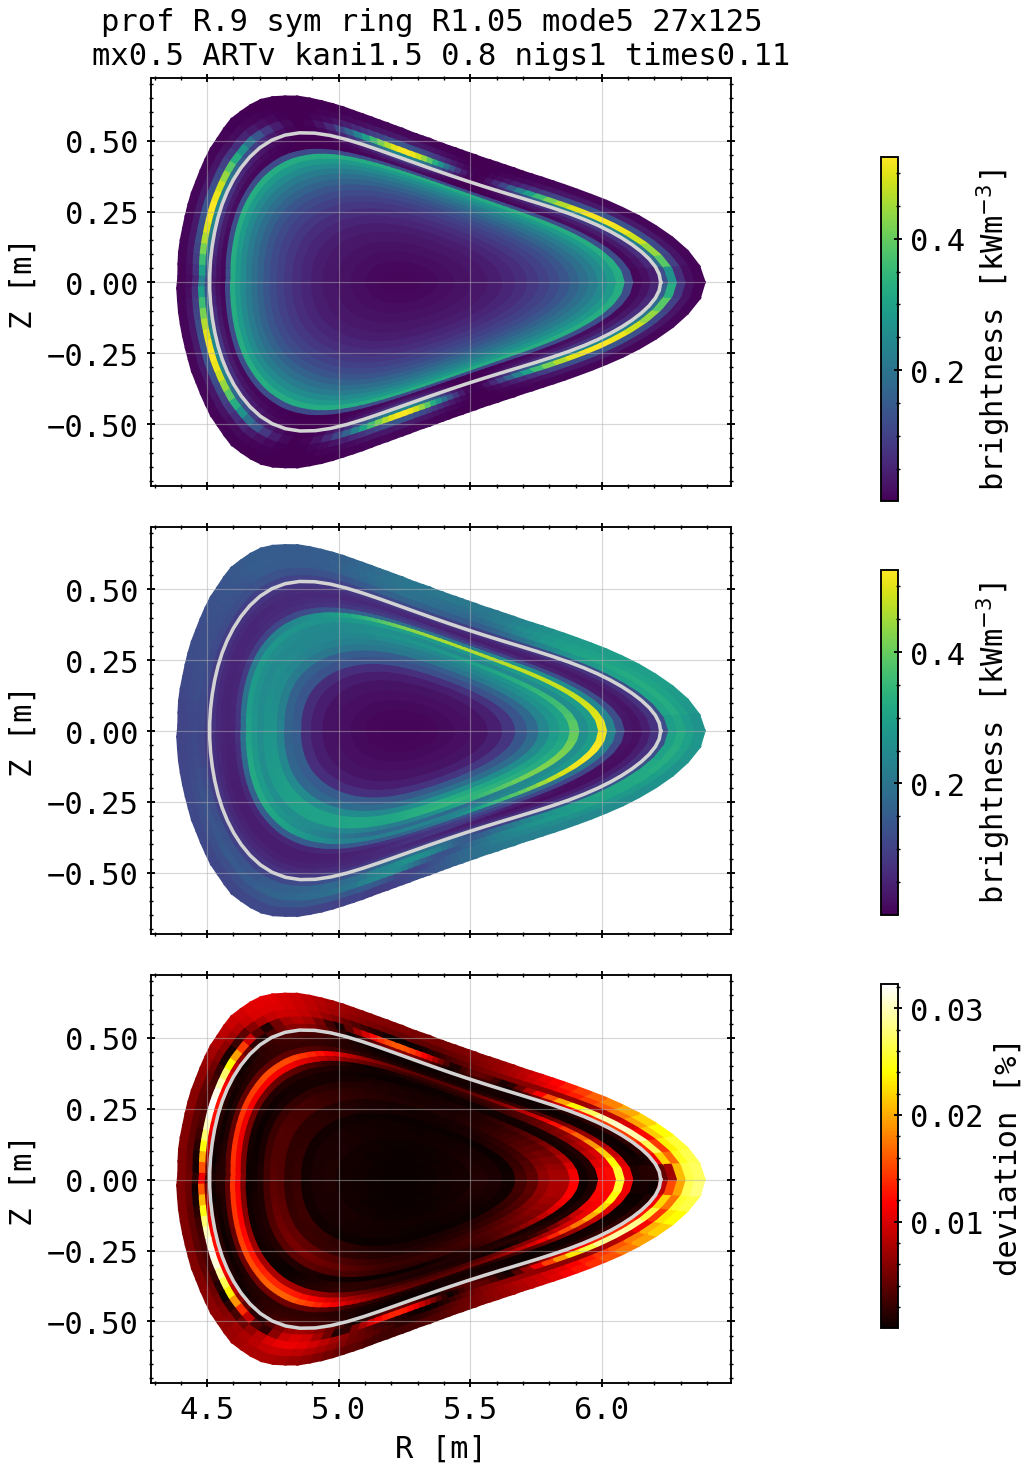 prof R.9 sym ring R1.05 mode5 27x125
mx0.5 ARTv kani1.5 0.8 nigs1 times0.11
0.50
0.25
0.00
−0.25
−0.50
Z [m]
0.4
0.2
brightness [kWm⁻³]
0.50
0.25
0.00
−0.25
−0.50
Z [m]
0.4
0.2
brightness [kWm⁻³]
0.50
0.25
0.00
−0.25
−0.50
Z [m]
0.03
0.02
0.01
deviation [%]
4.5 5.0 5.5 6.0
R [m]